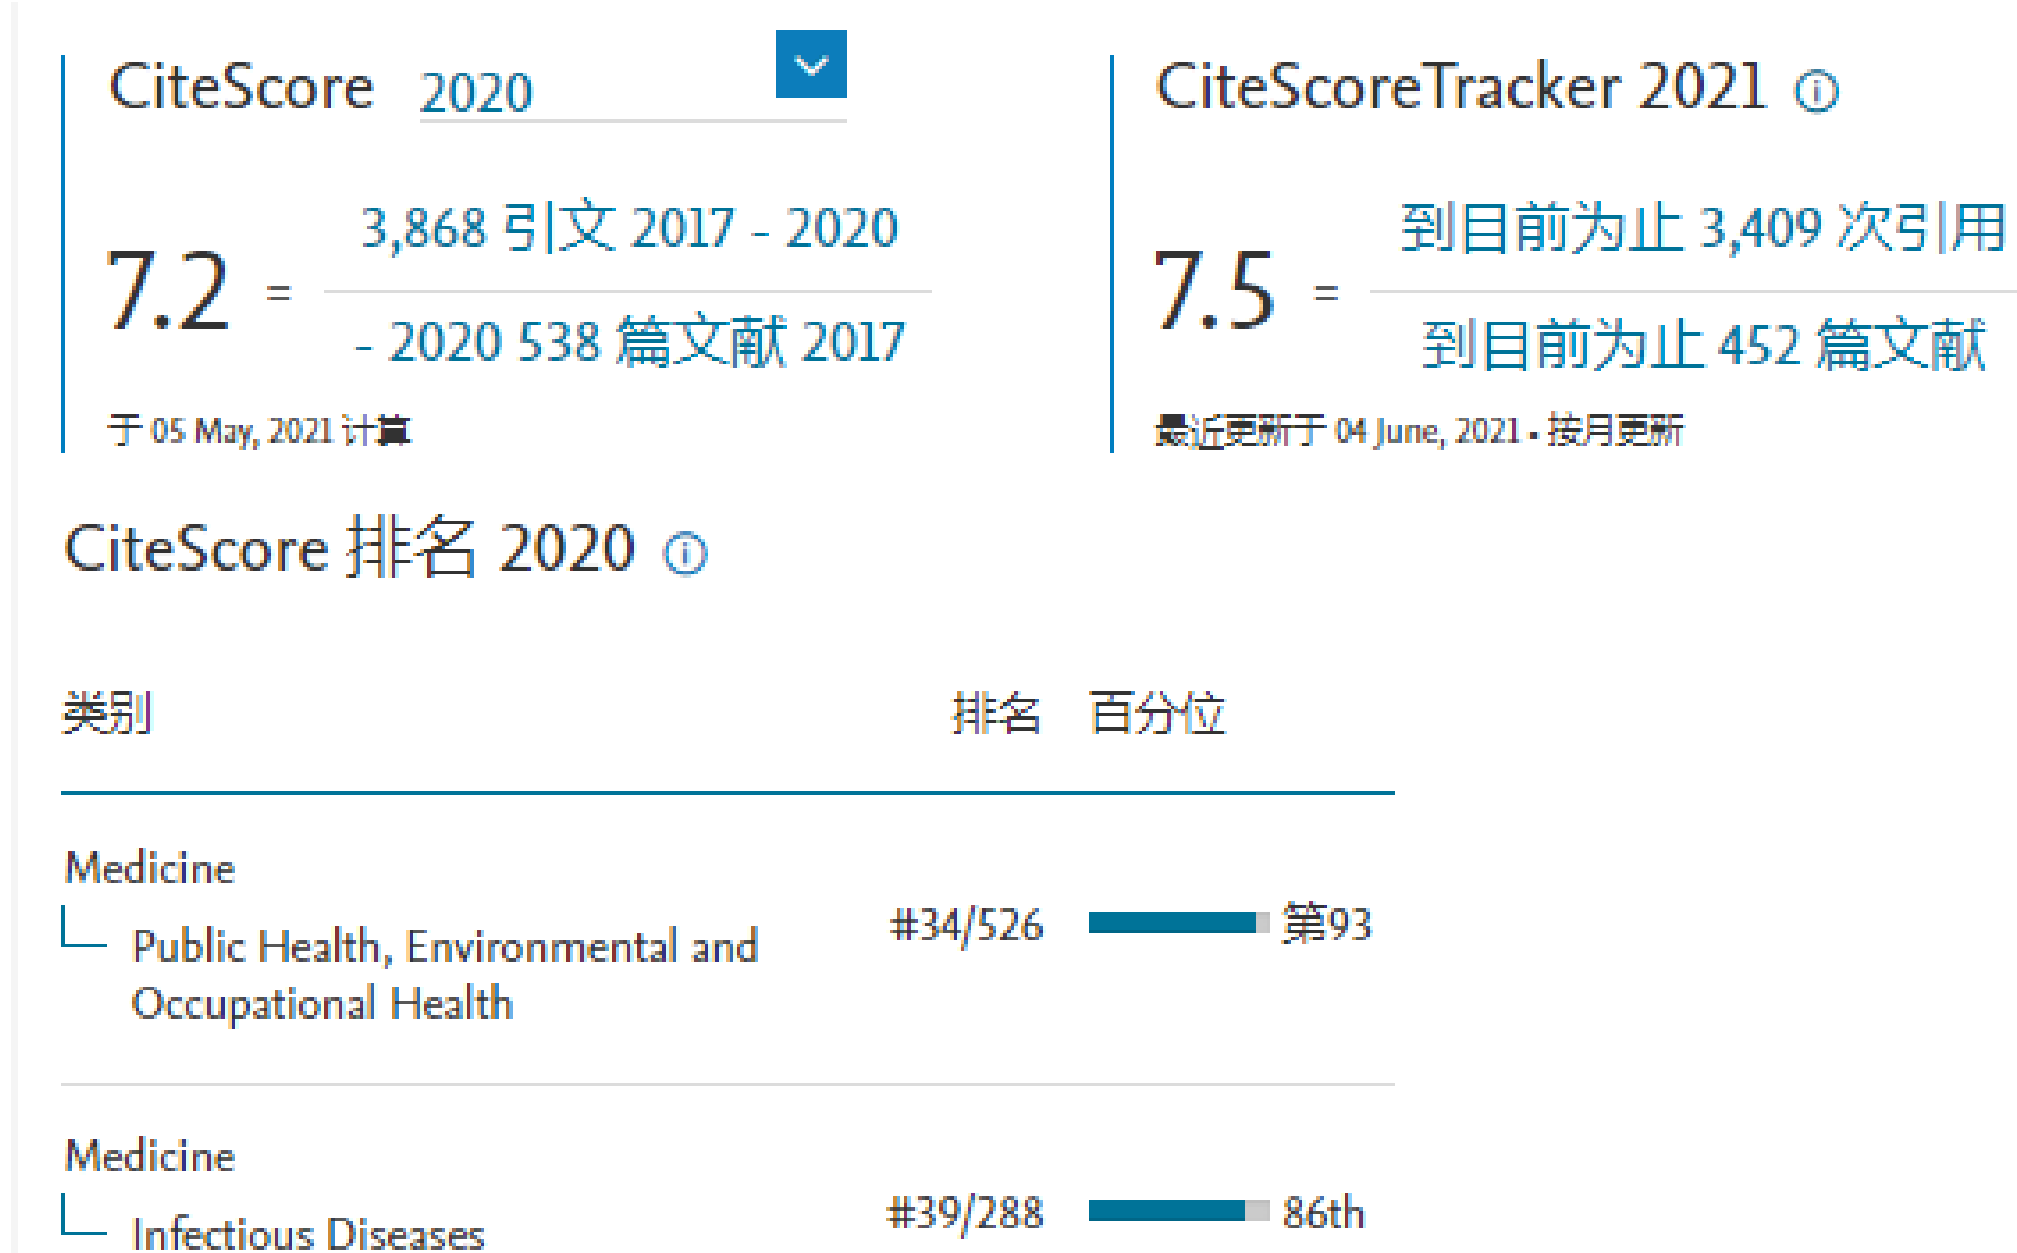 CiteScore 2020
7.2 = 3,868 引文 2017 - 2020
- 2020 538 篇文献 2017
于 05 May, 2021 计算
CiteScoreTracker 2021
7.5 = 到目前为止 3,409 次引用
到目前为止 452 篇文献
最近更新于 04 June, 2021 • 按月更新
CiteScore 排名 2020
类别 排名 百分位
Medicine
Public Health, Environmental and
Occupational Health
#34/526 第93
Medicine
Infectious Diseases
#39/288 86th